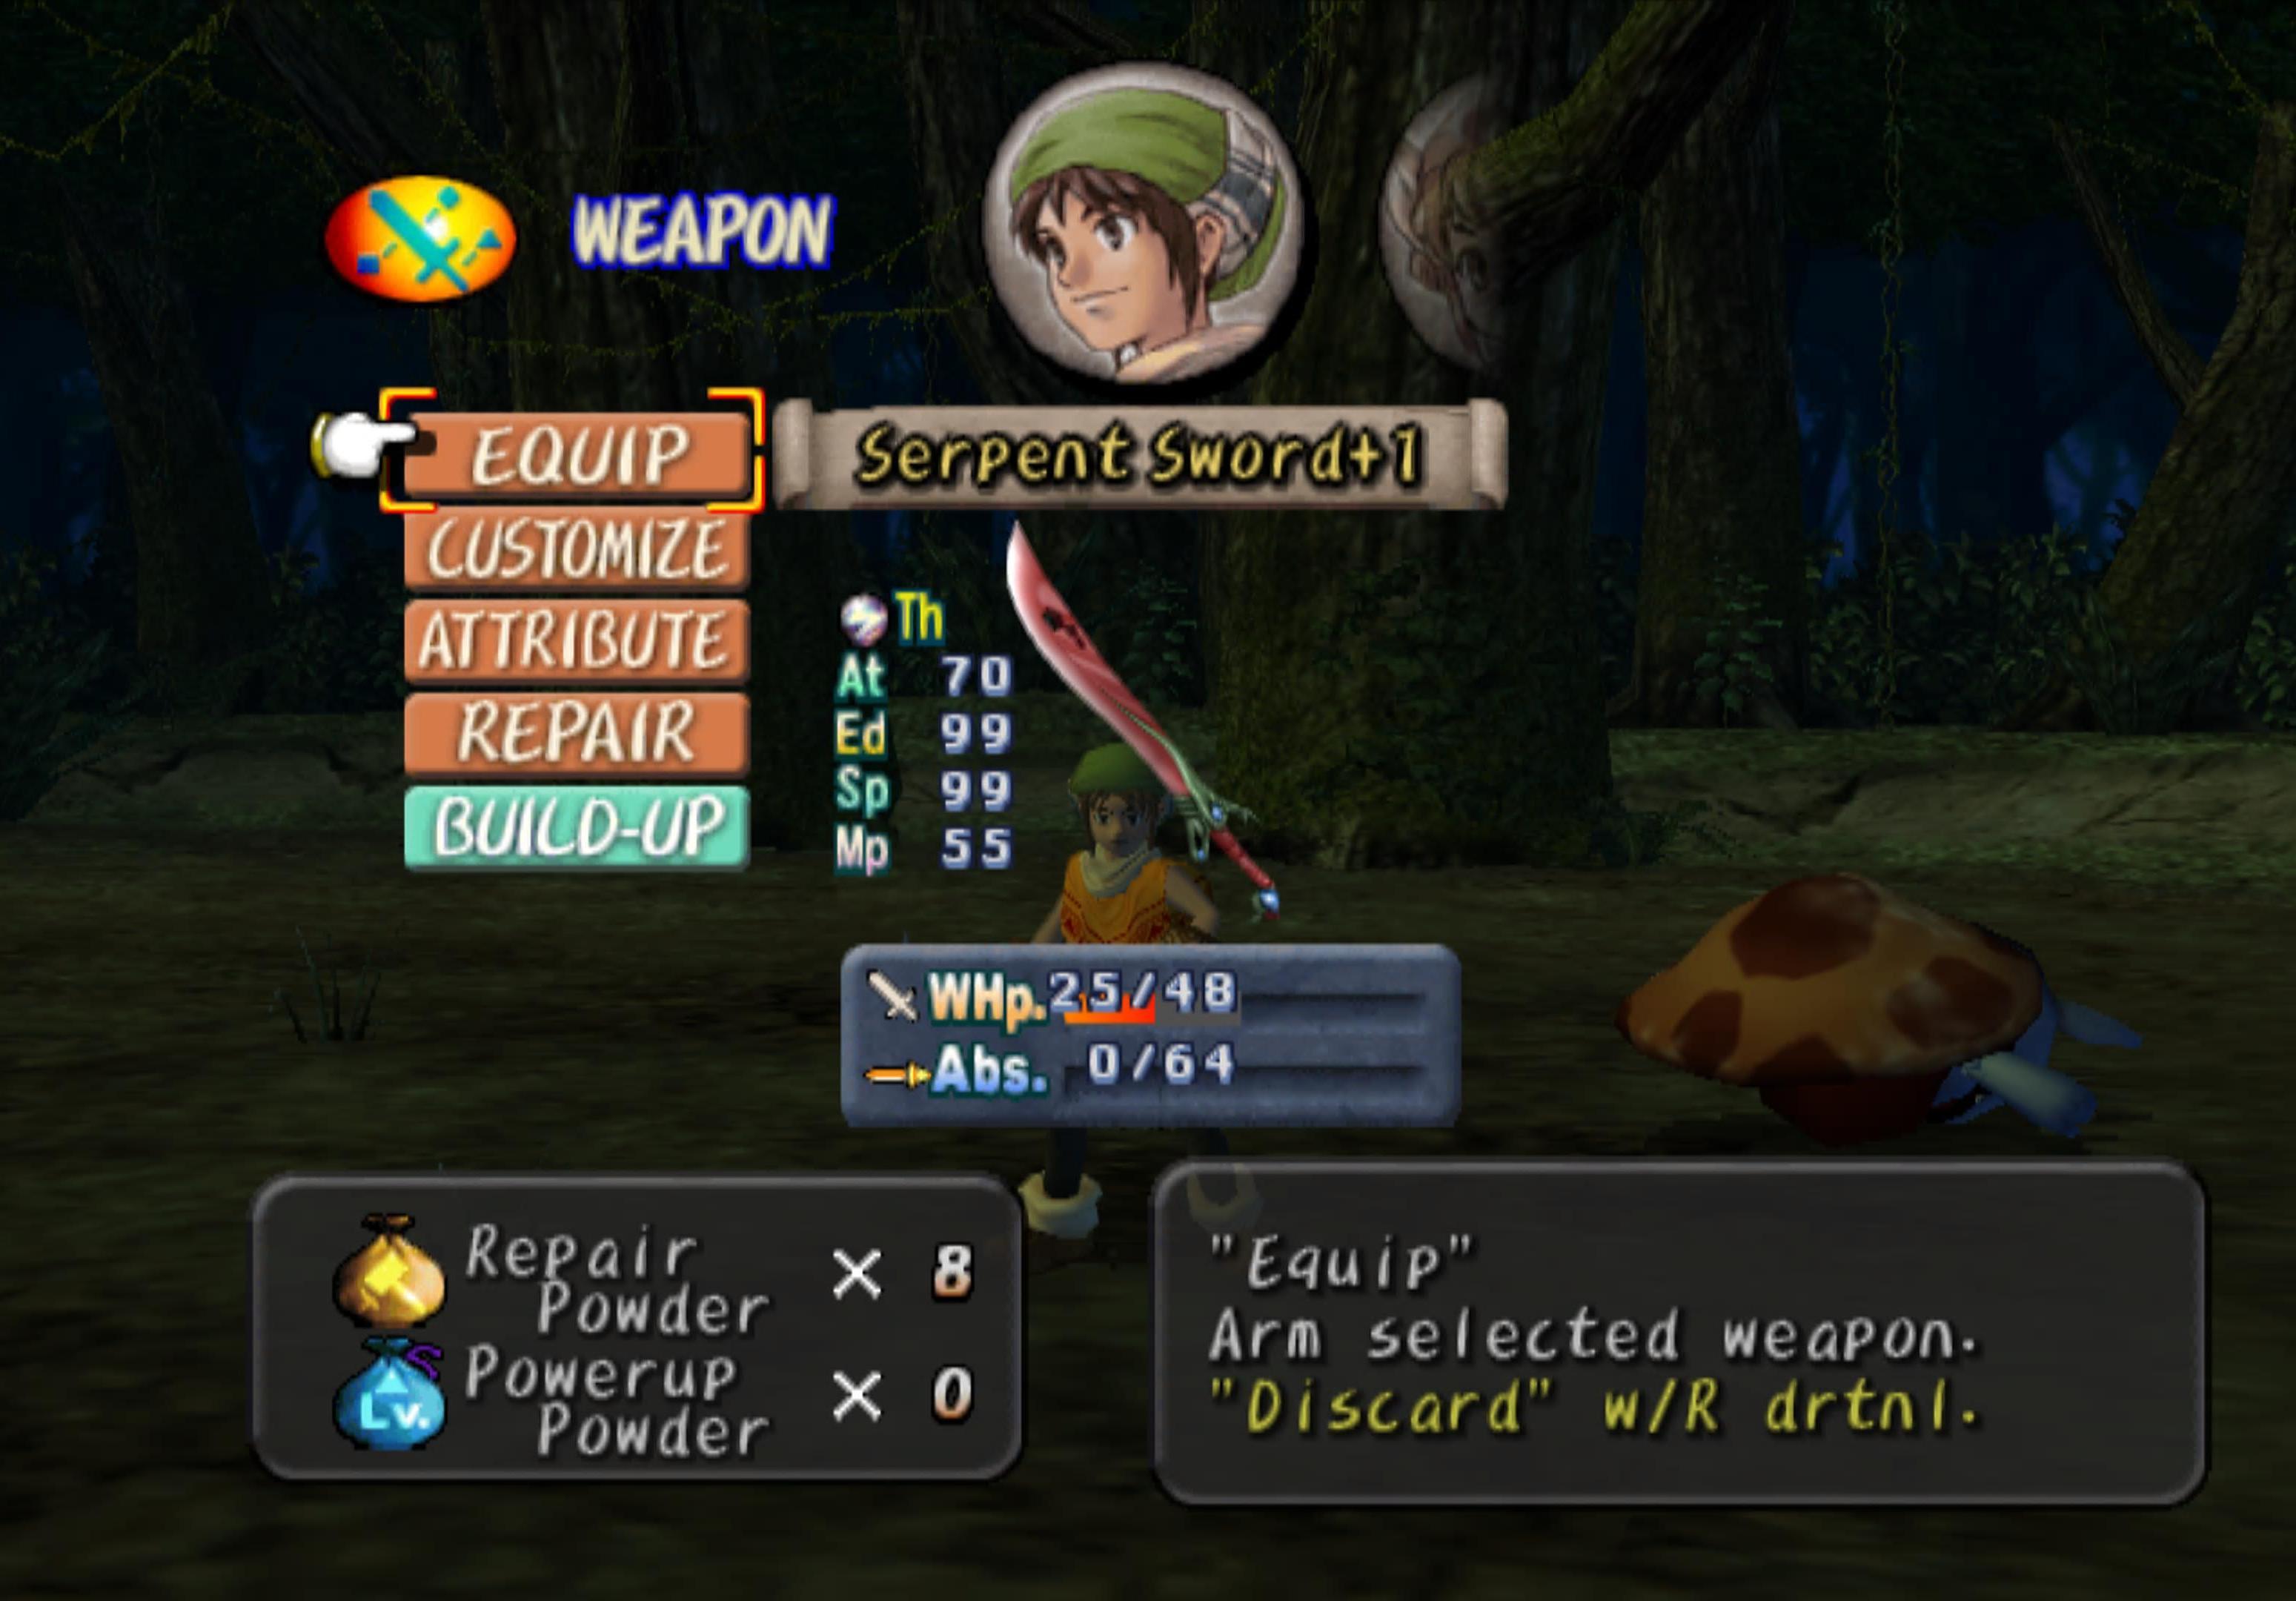 WEAPON
EQUIP
Serpent Sword+1
CUSTOMIZE
ATTRIBUTE
REPAIR
BUILD-UP
Th
At 70
Ed 99
Sp 99
Mp 55
WHp. 25/48
Abs. 0/64
Repair
Powder × 8
Lv. Powerup
Powder × 0
"Equip"
Arm selected weapon.
"Discard" w/R drtnl.